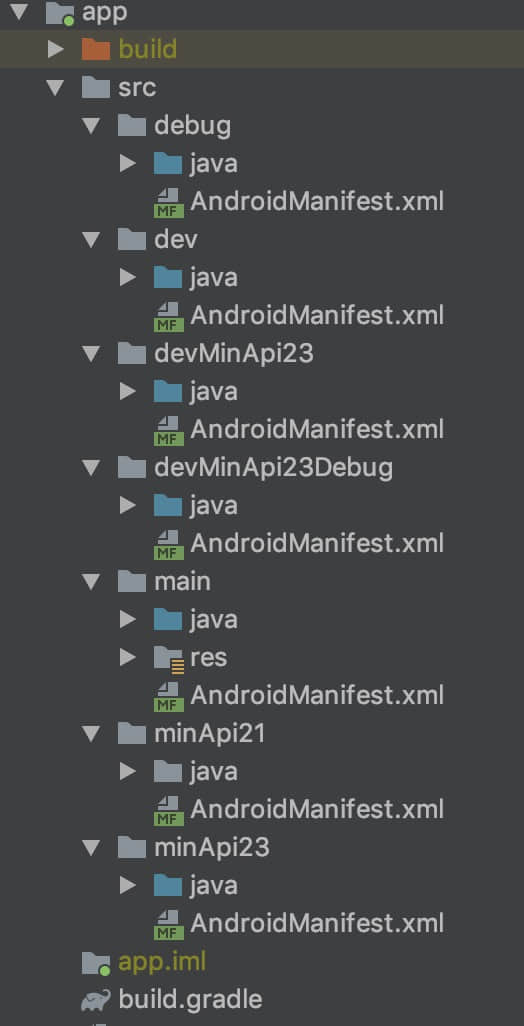 app
build
src
debug
java
MF AndroidManifest.xml
dev
java
MF AndroidManifest.xml
devMinApi23
java
MF AndroidManifest.xml
devMinApi23Debug
java
MF AndroidManifest.xml
main
java
res
MF AndroidManifest.xml
minApi21
java
MF AndroidManifest.xml
minApi23
java
MF AndroidManifest.xml
app.iml
build.gradle